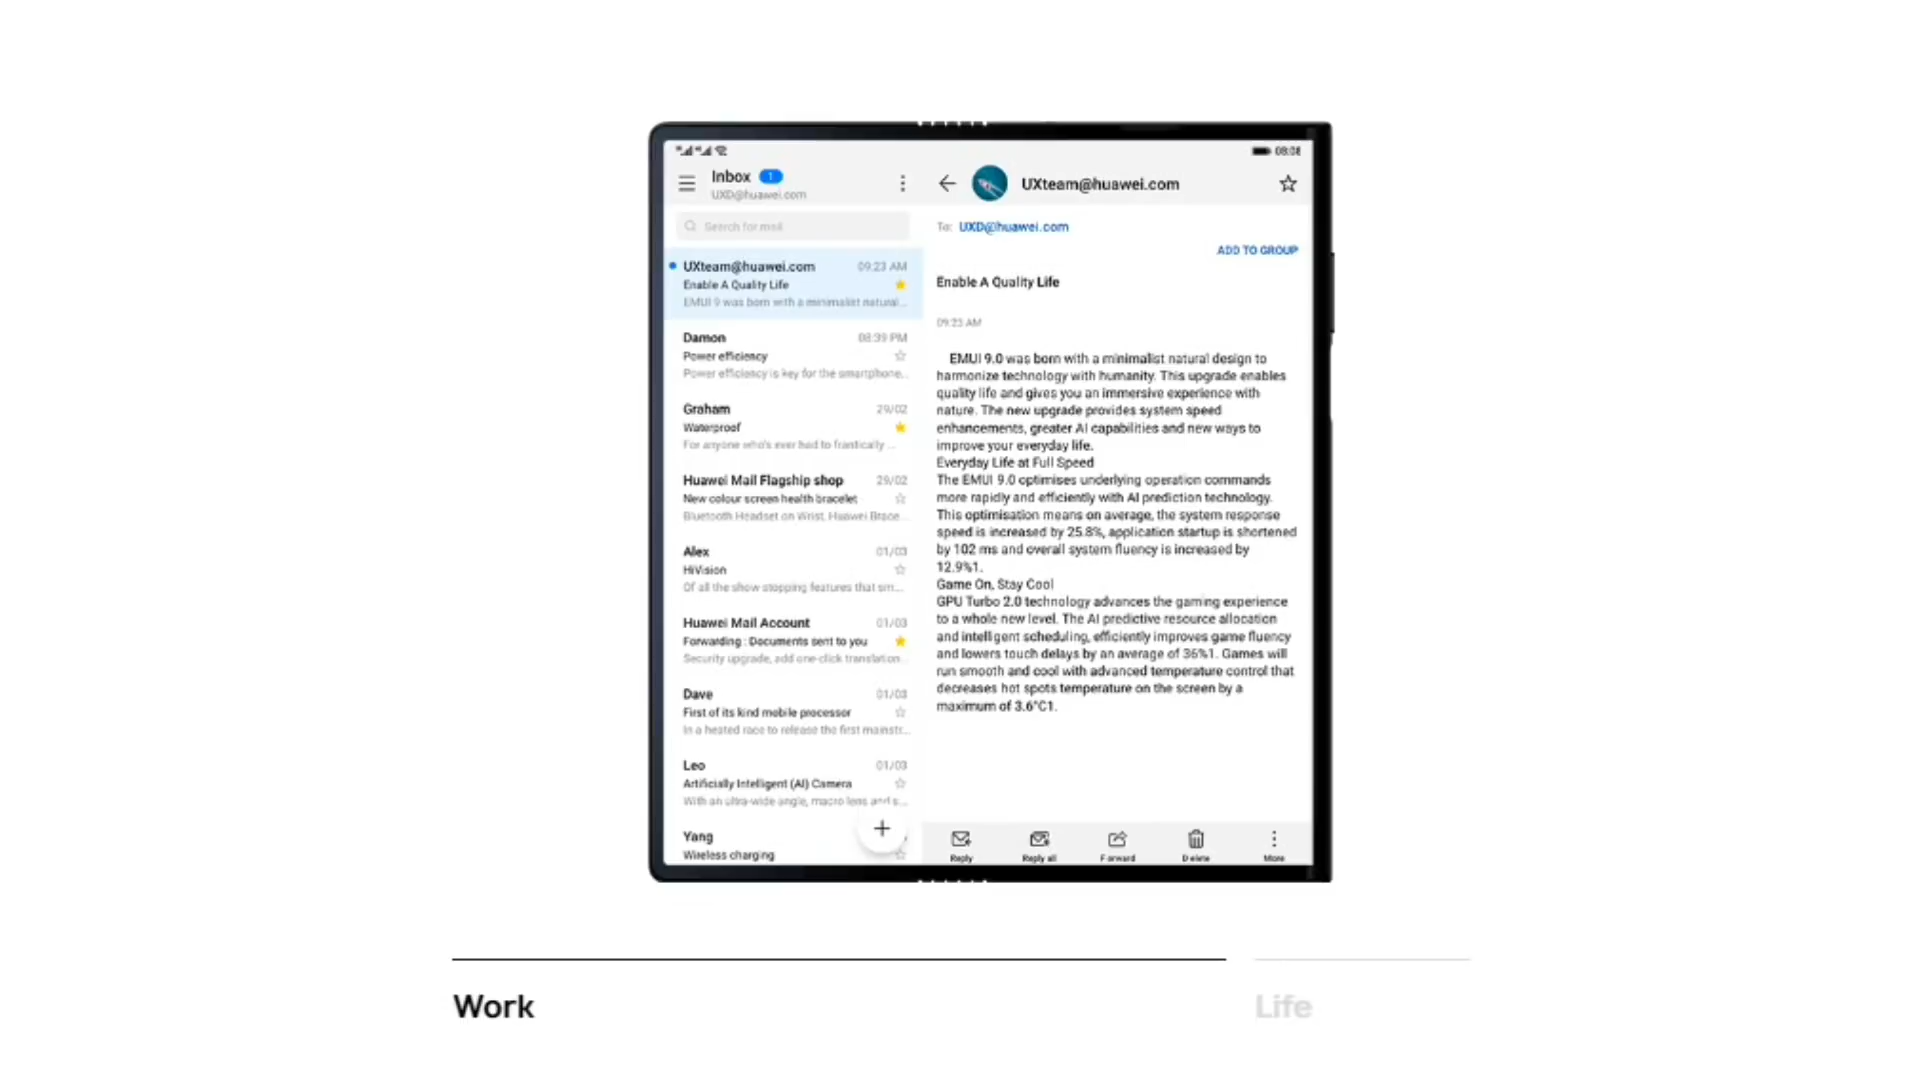 08:08
Inbox 1
UXD@huawei.com
Search for mail
UXteam@huawei.com 09:23 AM
Enable A Quality Life
EMUI 9 was born with a minimalist natural...
Damon 08:39 PM
Power efficiency
Power efficiency is key for the smartphone...
Graham 29/02
Waterproof
For anyone who's ever had to frantically ...
Huawei Mail Flagship shop 29/02
New colour screen health bracelet
Bluetooth Headset on Wrist, Huawei Brace...
Alex 01/03
HiVision
Of all the show stopping features that sm...
Huawei Mail Account 01/03
Forwarding : Documents sent to you
Security upgrade, add one-click translation...
Dave 01/03
First of its kind mobile processor
In a heated race to release the first mainstr...
Leo 01/03
Artificially Intelligent (AI) Camera
With an ultra-wide angle, macro lens and s...
Yang
Wireless charging
UXteam@huawei.com
To: UXD@huawei.com
ADD TO GROUP
Enable A Quality Life
09:23 AM
EMUI 9.0 was born with a minimalist natural design to
harmonize technology with humanity. This upgrade enables
quality life and gives you an immersive experience with
nature. The new upgrade provides system speed
enhancements, greater AI capabilities and new ways to
improve your everyday life.
Everyday Life at Full Speed
The EMUI 9.0 optimises underlying operation commands
more rapidly and efficiently with AI prediction technology.
This optimisation means on average, the system response
speed is increased by 25.8%, application startup is shortened
by 102 ms and overall system fluency is increased by
12.9%1.
Game On, Stay Cool
GPU Turbo 2.0 technology advances the gaming experience
to a whole new level. The AI predictive resource allocation
and intelligent scheduling, efficiently improves game fluency
and lowers touch delays by an average of 36%1. Games will
run smooth and cool with advanced temperature control that
decreases hot spots temperature on the screen by a
maximum of 3.6°C1.
Reply Reply all Forward Delete More
Work Life